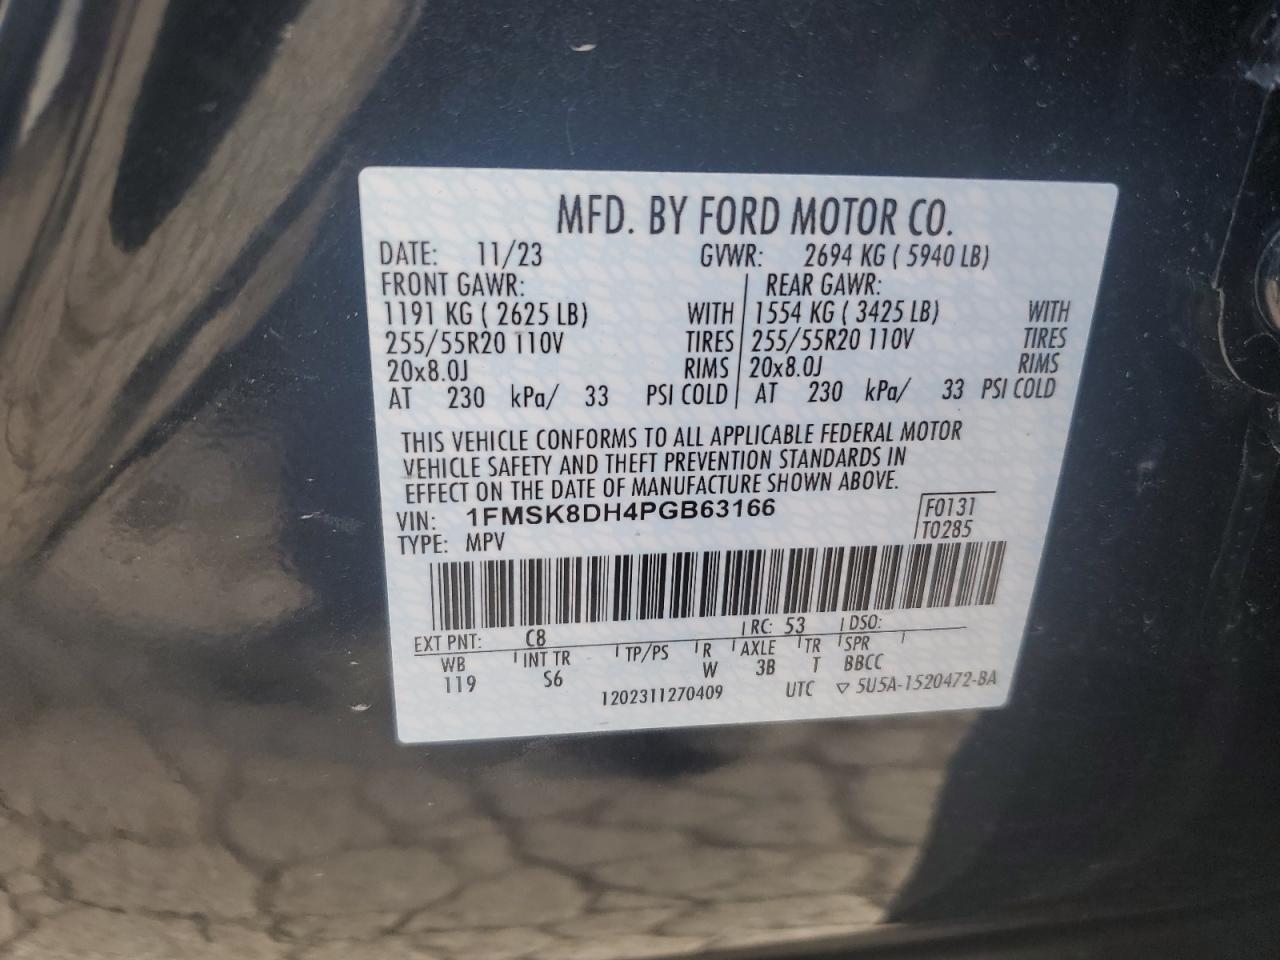 MFD. BY FORD MOTOR CO.
DATE: 11/23 GVWR: 2694 KG ( 5940 LB)
FRONT GAWR: REAR GAWR:
1191 KG ( 2625 LB) WITH 1554 KG ( 3425 LB) WITH
255/55R20 110V TIRES 255/55R20 110V TIRES
20x8.0J RIMS 20x8.0J RIMS
AT 230 kPa/ 33 PSI COLD AT 230 kPa/ 33 PSI COLD
THIS VEHICLE CONFORMS TO ALL APPLICABLE FEDERAL MOTOR
VEHICLE SAFETY AND THEFT PREVENTION STANDARDS IN
EFFECT ON THE DATE OF MANUFACTURE SHOWN ABOVE.
VIN: 1FMSK8DH4PGB63166 F0131
TYPE: MPV T0285
EXT PNT: C8 RC: 53 DSO:
WB INT TR TP/PS R AXLE TR SPR
119 S6 W 3B T BBCC
1202311270409 UTC ▽ 5U5A-1520472-BA